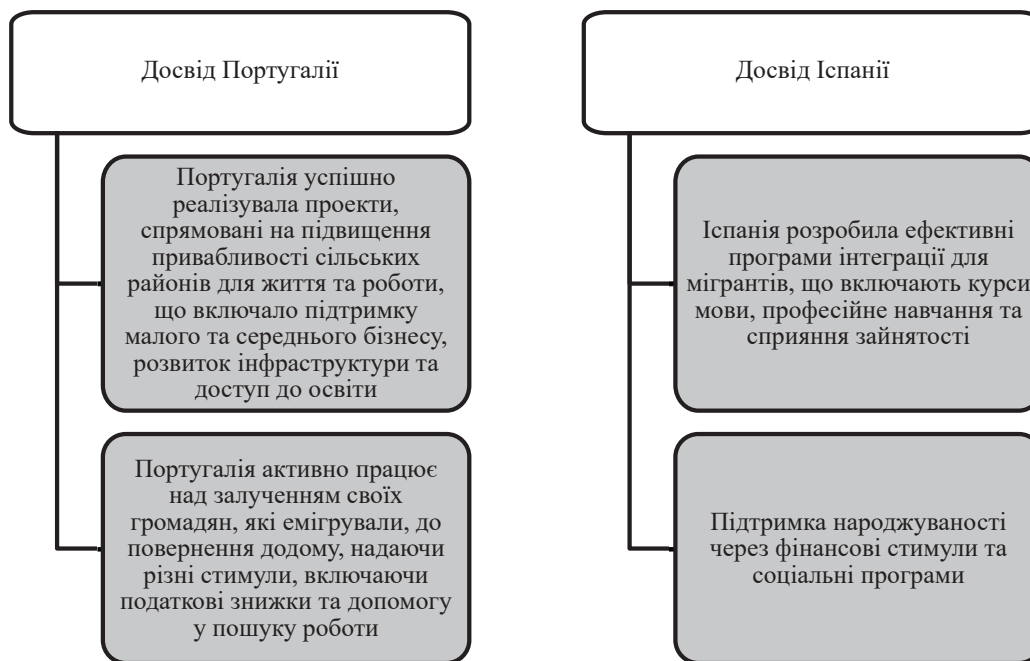 Досвід Португалії
Португалія успішно
реалізувала проекти,
спрямовані на підвищення
привабливості сільських
районів для життя та роботи,
що включало підтримку
малого та середнього бізнесу,
розвиток інфраструктури та
доступ до освіти
Португалія активно працює
над залученням своїх
громадян, які емігрували, до
повернення додому, надаючи
різні стимули, включаючи
податкові знижки та допомогу
у пошуку роботи
Досвід Іспанії
Іспанія розробила ефективні
програми інтеграції для
мігрантів, що включають курси
мови, професійне навчання та
сприяння зайнятості
Підтримка народжуваності
через фінансові стимули та
соціальні програми